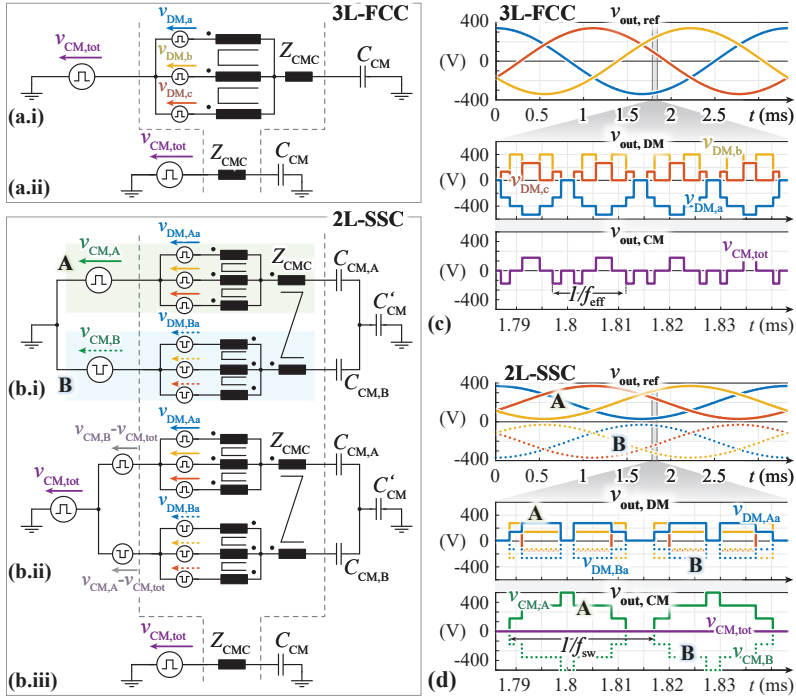 3L-FCC
v_DM,a
v_CM,tot
v_DM,b
v_DM,c
Z_CMC
C_CM
(a.i)
v_CM,tot
Z_CMC
C_CM
(a.ii)
2L-SSC
v_CM,A
A
v_DM,Aa
Z_CMC
C_CM,A
C'_CM
v_CM,B
v_DM,Ba
B
C_CM,B
(b.i)
v_CM,B-v_CM,tot
v_DM,Aa
Z_CMC
C_CM,A
v_CM,tot
C'_CM
v_DM,Ba
v_CM,A-v_CM,tot
C_CM,B
(b.ii)
v_CM,tot
Z_CMC
C_CM
(b.iii)
3L-FCC
v_out, ref
400
(V)
0
-400
0 0.5 1 1.5 2 2.5 t (ms)
v_out, DM
v_DM,b
400
(V)
0
v_DM,c
v_DM,a
-400
v_out, CM
400
v_CM,tot
(V)
0
1/f_eff
-400
1.79 1.8 1.81 1.82 1.83 t (ms)
(c)
2L-SSC
v_out, ref
400
A
(V) 0
B
-400
0 0.5 1 1.5 2 2.5 t (ms)
v_out, DM
A
400
v_DM,Aa
(V) 0
v_DM,Ba
B
-400
v_CM,A
v_out, CM
400
A
v_CM,tot
(V) 0
1/f_sw
B
v_CM,B
-400
1.79 1.8 1.81 1.82 1.83 t (ms)
(d)